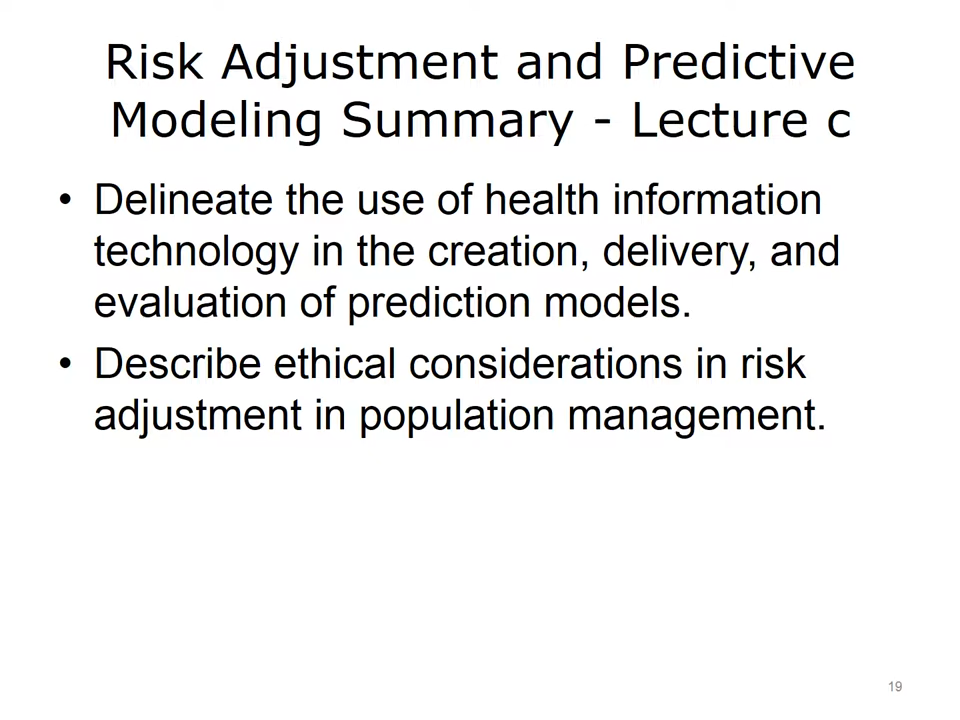 Risk Adjustment and Predictive
Modeling Summary - Lecture c
• Delineate the use of health information
technology in the creation, delivery, and
evaluation of prediction models.
• Describe ethical considerations in risk
adjustment in population management.
19